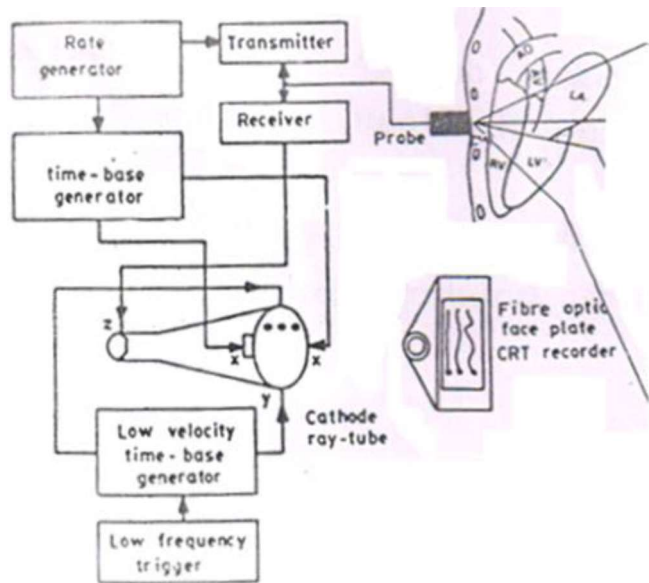 Rate
generator
Transmitter
Receiver
Probe
time-base
generator
AO
LA
RV
LV
z
x
x
y
Cathode
ray-tube
Low velocity
time-base
generator
Low frequency
trigger
Fibre optic
face plate
CRT recorder